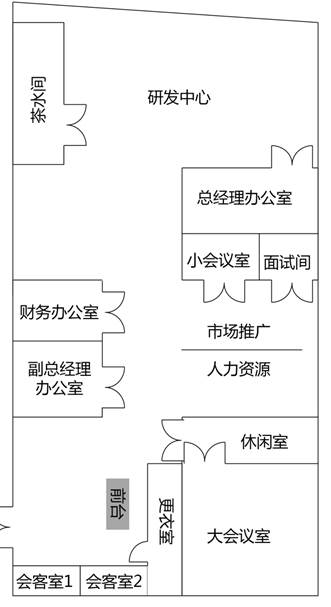 茶水间
研发中心
总经理办公室
小会议室
面试间
财务办公室
市场推广
人力资源
副总经理
办公室
休闲室
前台
更衣室
大会议室
会客室1
会客室2